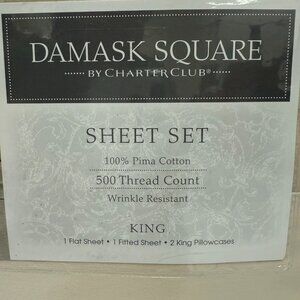 DAMASK SQUARE
BY CHARTER CLUB®
SHEET SET
100% Pima Cotton
500 Thread Count
Wrinkle Resistant
KING
1 Flat Sheet • 1 Fitted Sheet • 2 King Pillowcases